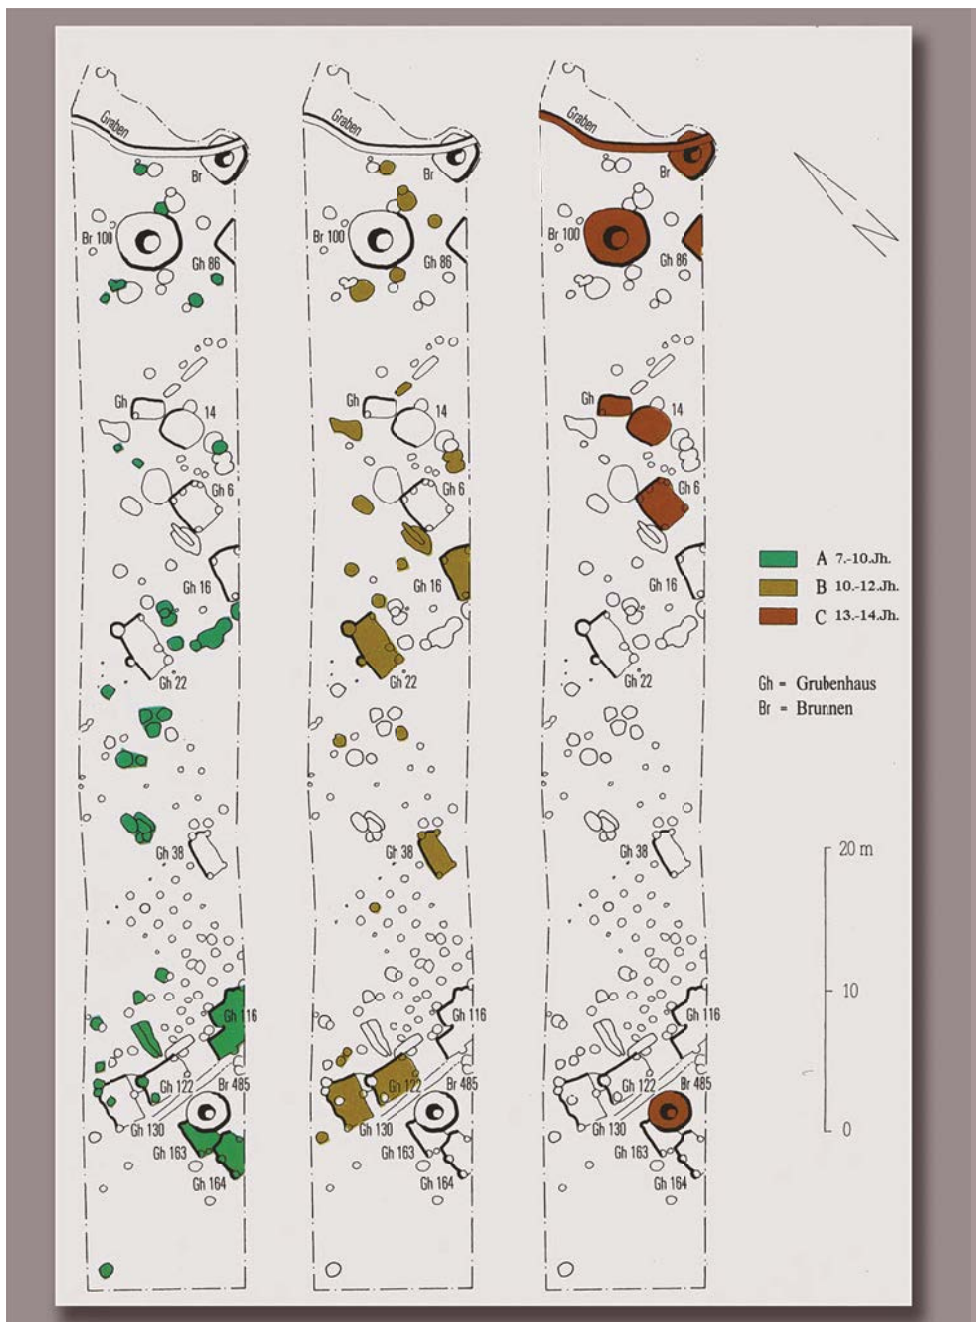 Graben
Br
Br 100
Gh 86
Gh
14
Gh 6
Gh 16
Gh 22
Gh 38
Gh 116
Gh 122
Br 485
Gh 130
Gh 163
Gh 164
Graben
Br
Br 100
Gh 86
Gh
14
Gh 6
Gh 16
Gh 22
Gh 38
Gh 116
Gh 122
Br 485
Gh 130
Gh 163
Gh 164
Graben
Br
Br 100
Gh 86
Gh
14
Gh 6
Gh 16
Gh 22
Gh 38
Gh 116
Gh 122
Br 485
Gh 130
Gh 163
Gh 164
A 7.-10.Jh.
B 10.-12.Jh.
C 13.-14.Jh.
Gh = Grubenhaus
Br = Brunnen
20 m
10
0